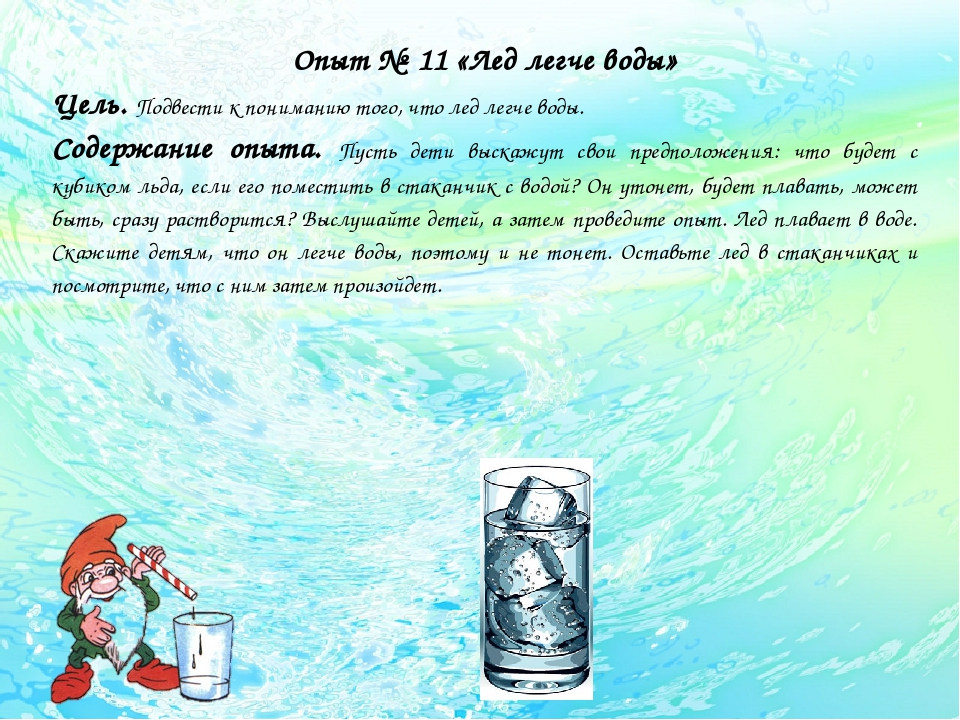 Опыт № 11 «Лед легче воды»
Цель. Подвести к пониманию того, что лед легче воды.
Содержание опыта. Пусть дети выскажут свои предположения: что будет с
кубиком льда, если его поместить в стаканчик с водой? Он утонет, будет плавать, может
быть, сразу растворится? Выслушайте детей, а затем проведите опыт. Лед плавает в воде.
Скажите детям, что он легче воды, поэтому и не тонет. Оставьте лед в стаканчиках и
посмотрите, что с ним затем произойдет.